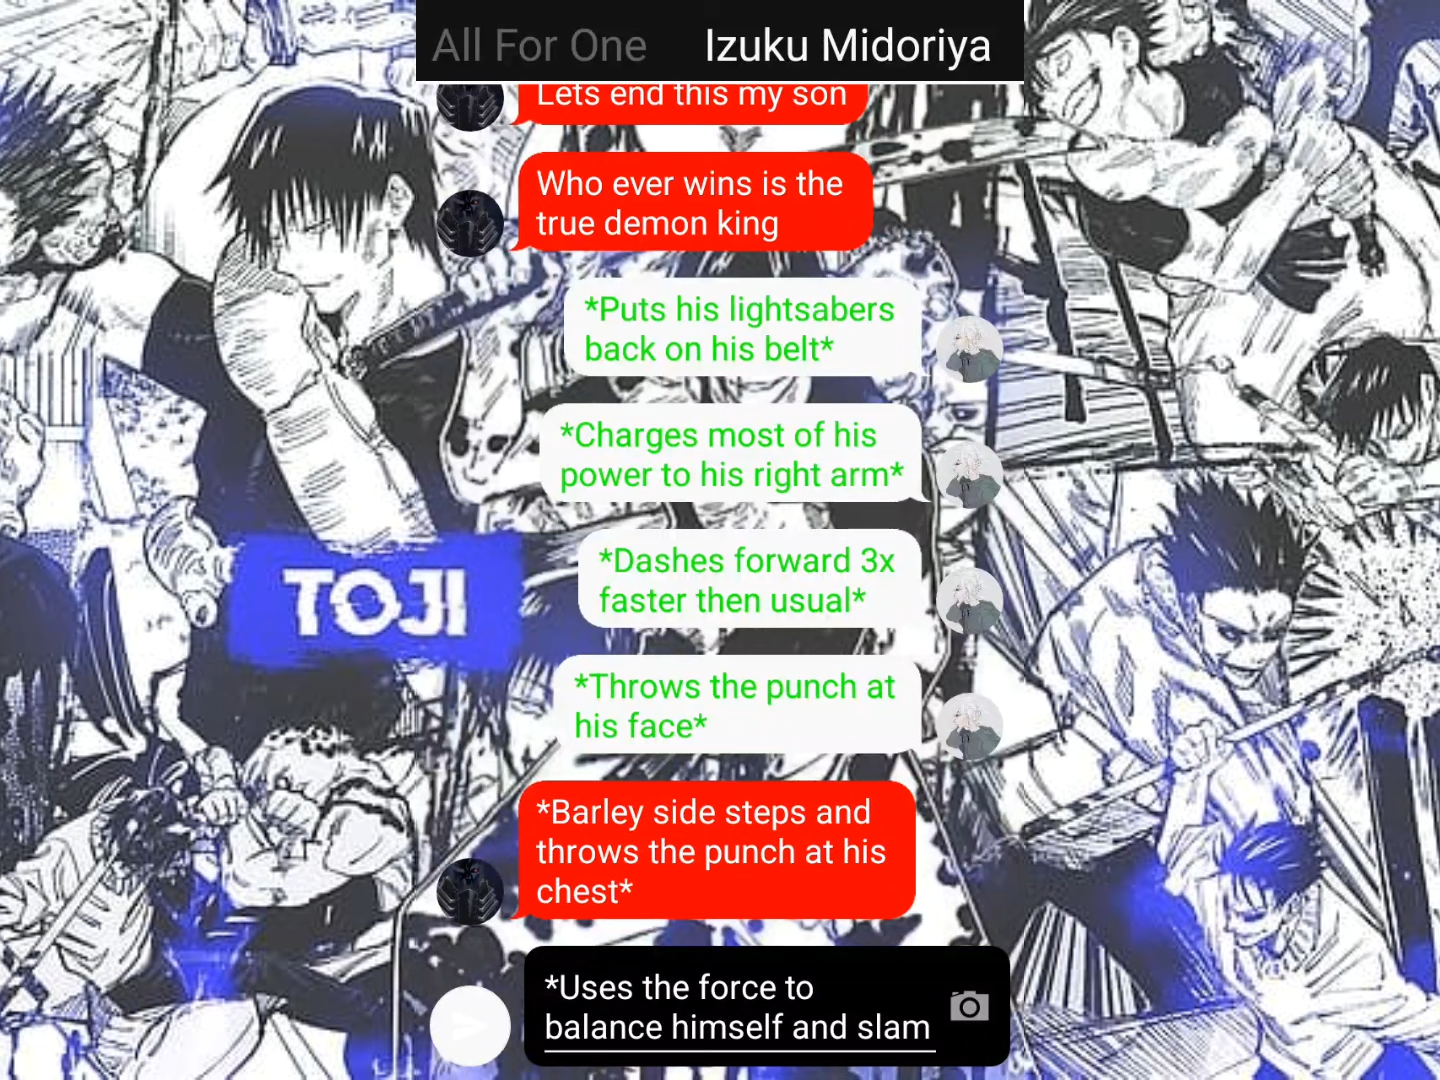 All For One Izuku Midoriya
Lets end this my son
Who ever wins is the
true demon king
*Puts his lightsabers
back on his belt*
*Charges most of his
power to his right arm*
*Dashes forward 3x
faster then usual*
TOJI
*Throws the punch at
his face*
*Barley side steps and
throws the punch at his
chest*
*Uses the force to
balance himself and slam